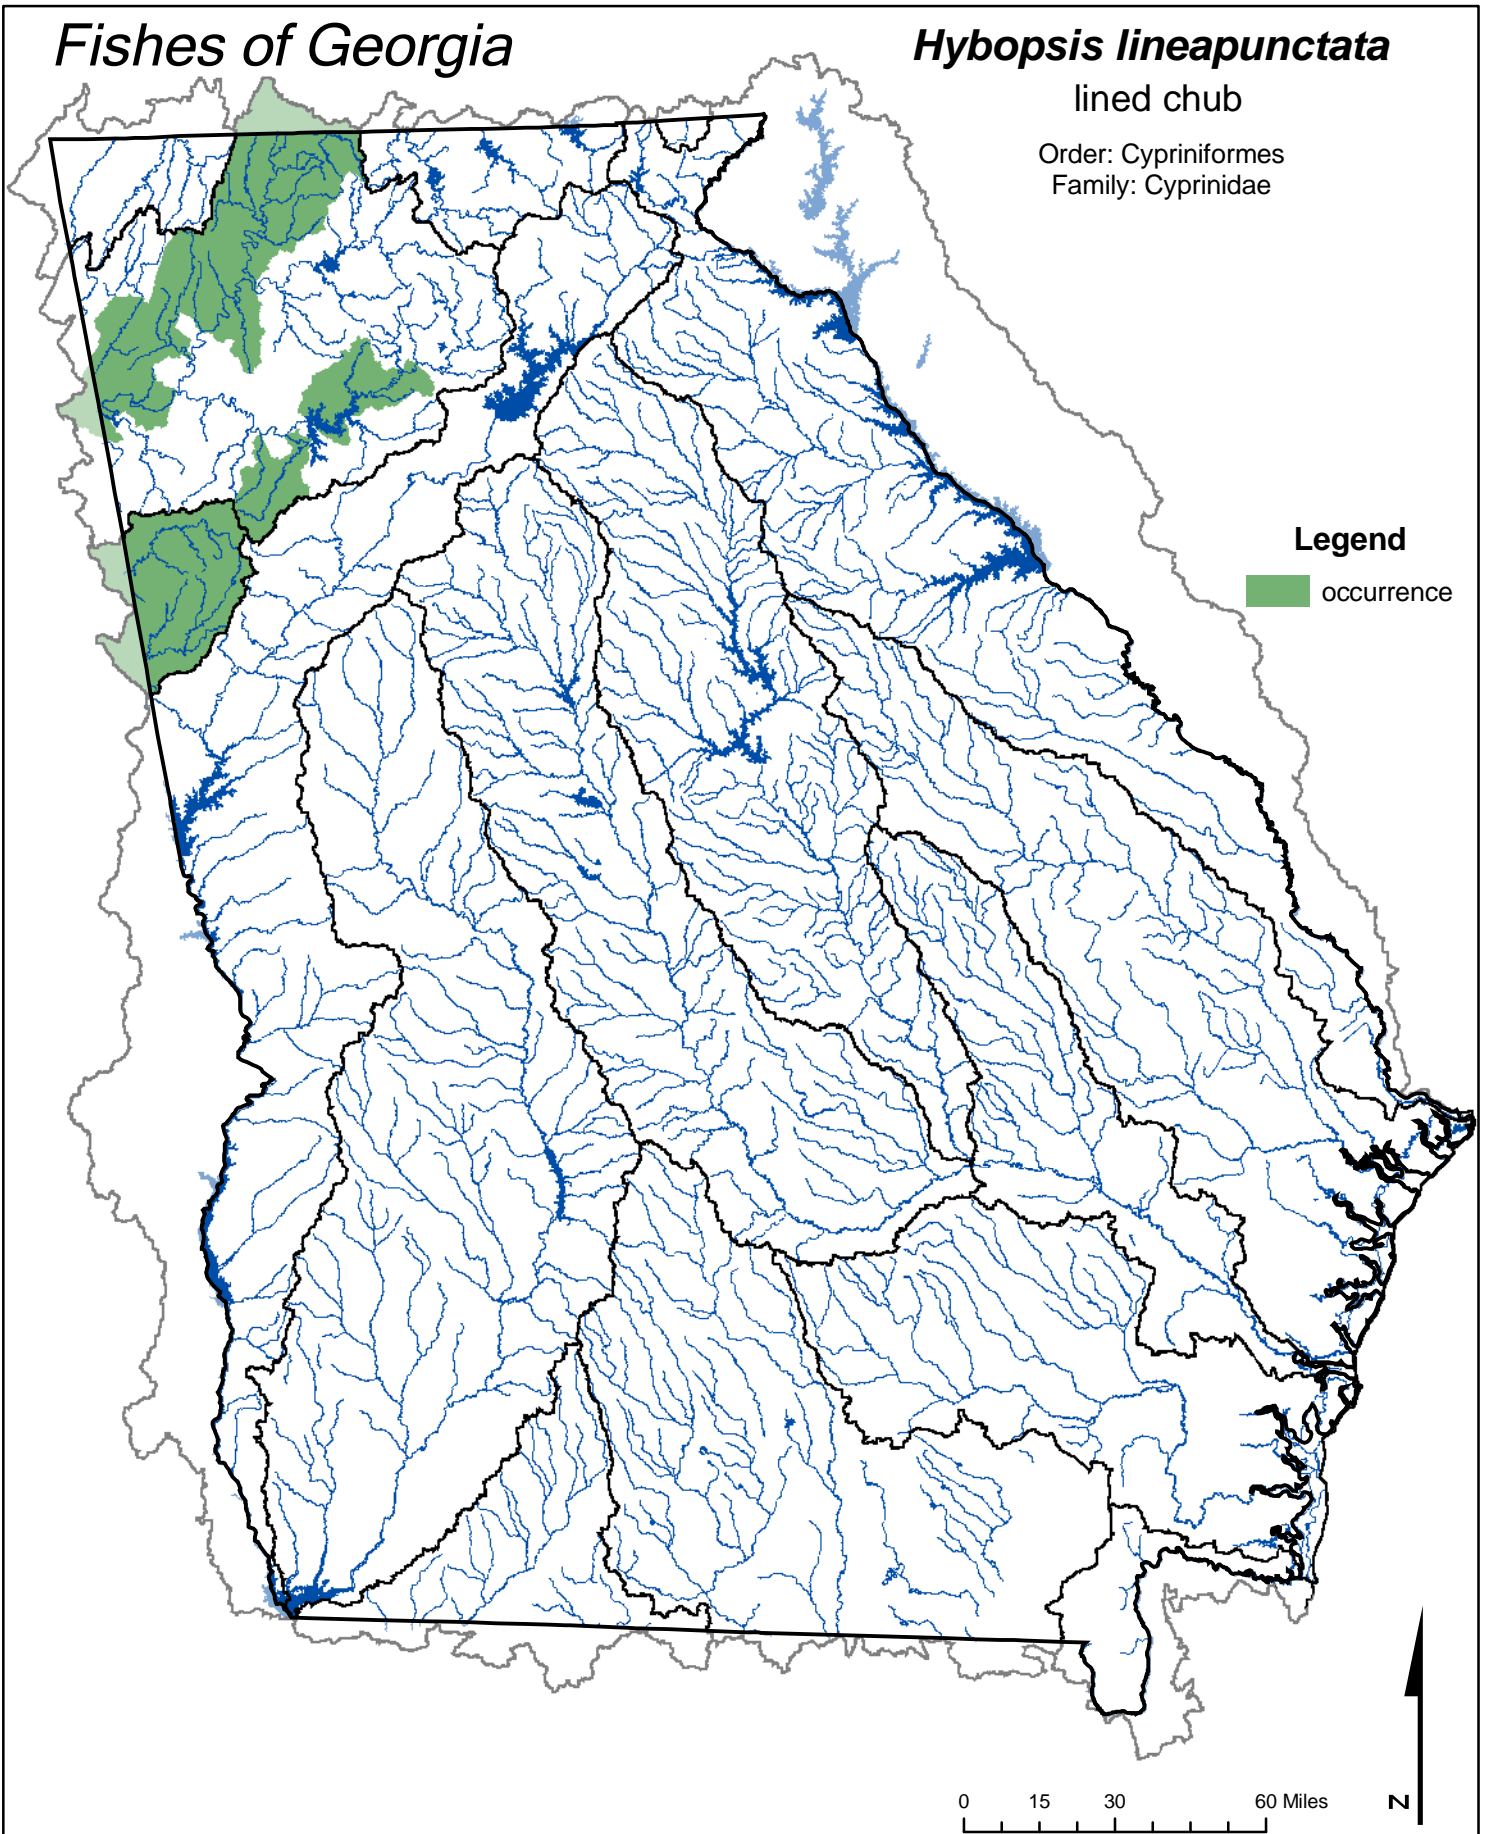 Fishes of Georgia
Hybopsis lineapunctata
lined chub
Order: Cypriniformes
Family: Cyprinidae
Legend
occurrence
0 15 30 60 Miles
N